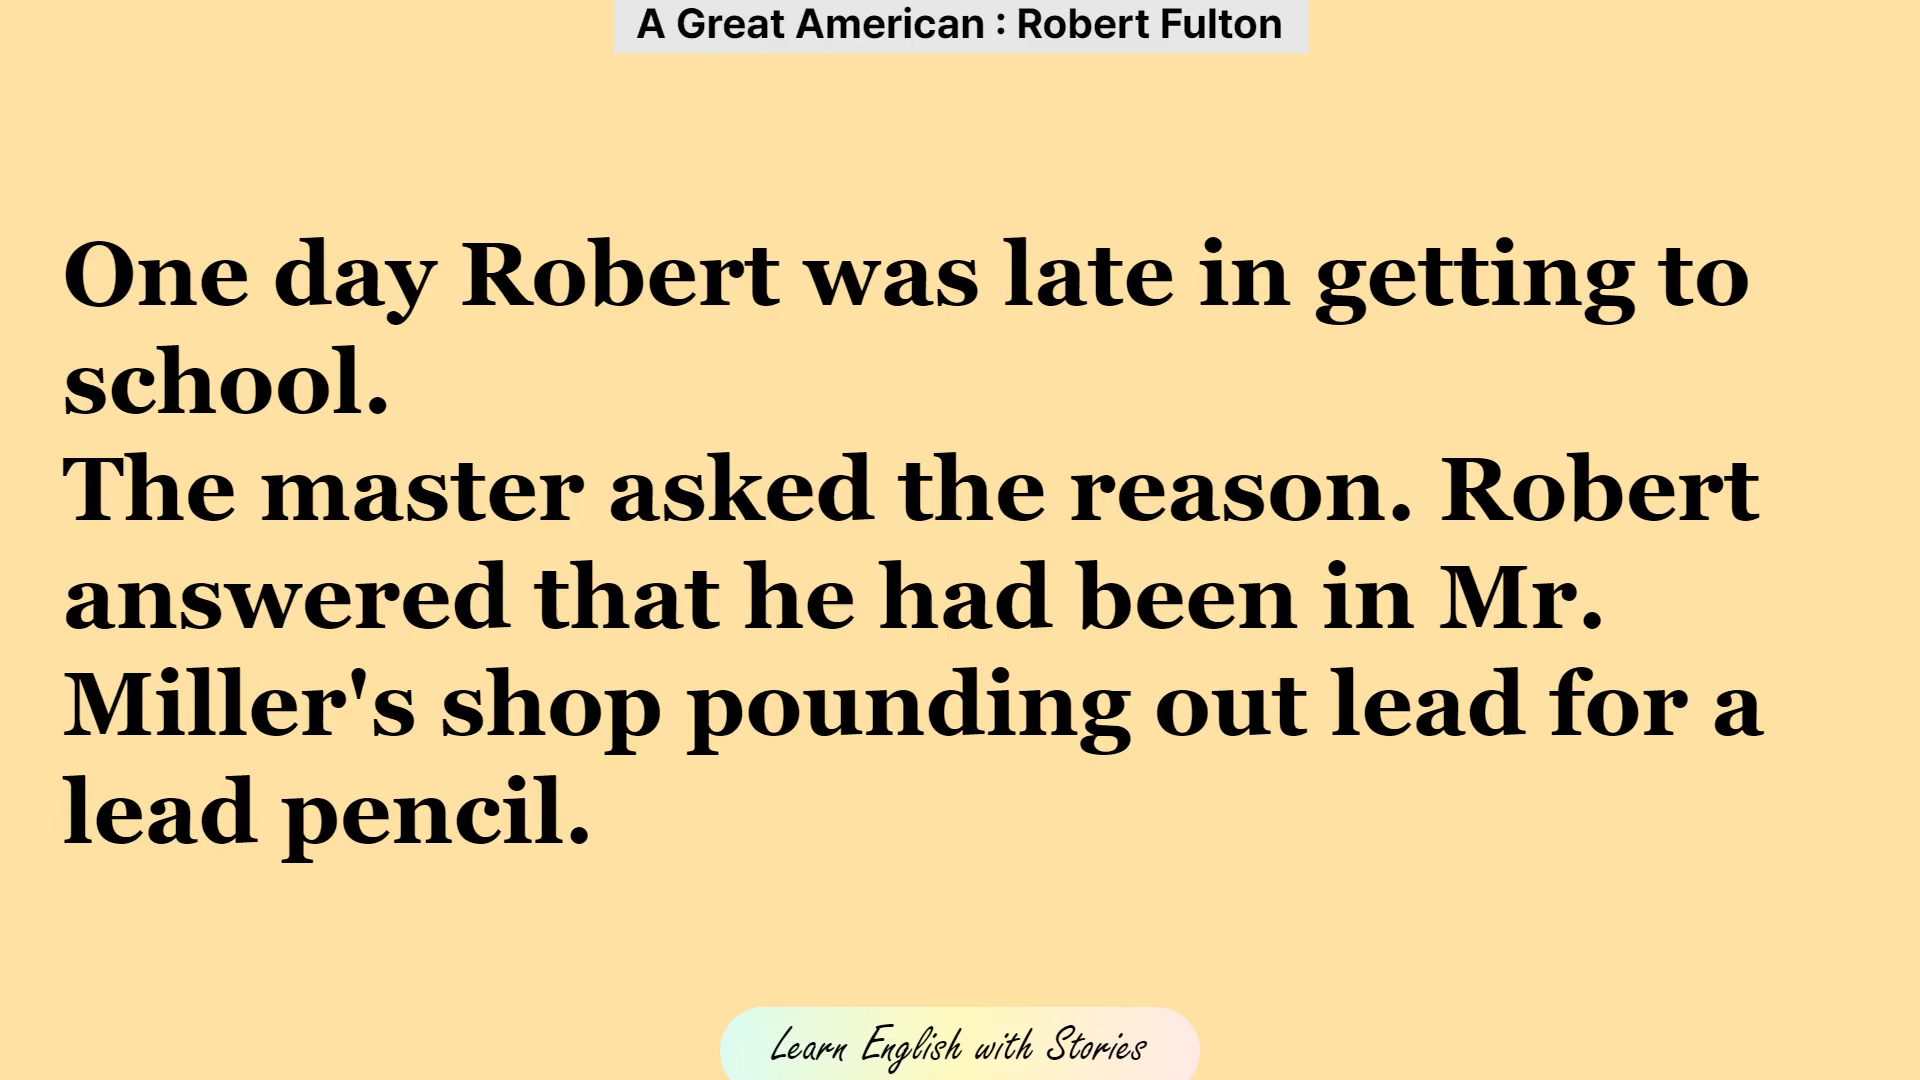 A Great American : Robert Fulton
One day Robert was late in getting to
school.
The master asked the reason. Robert
answered that he had been in Mr.
Miller's shop pounding out lead for a
lead pencil.
Learn English with Stories